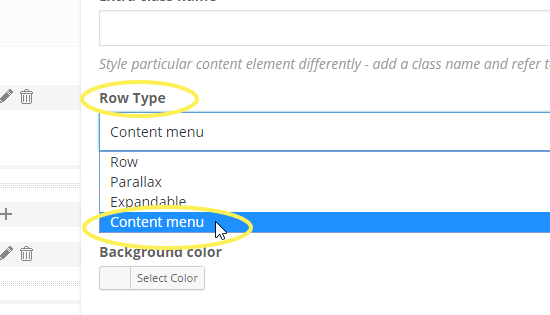 Extra class name
Style particular content element differently - add a class name and refer t
Row Type
Content menu
Row
Parallax
Expandable
Content menu
Background color
Select Color